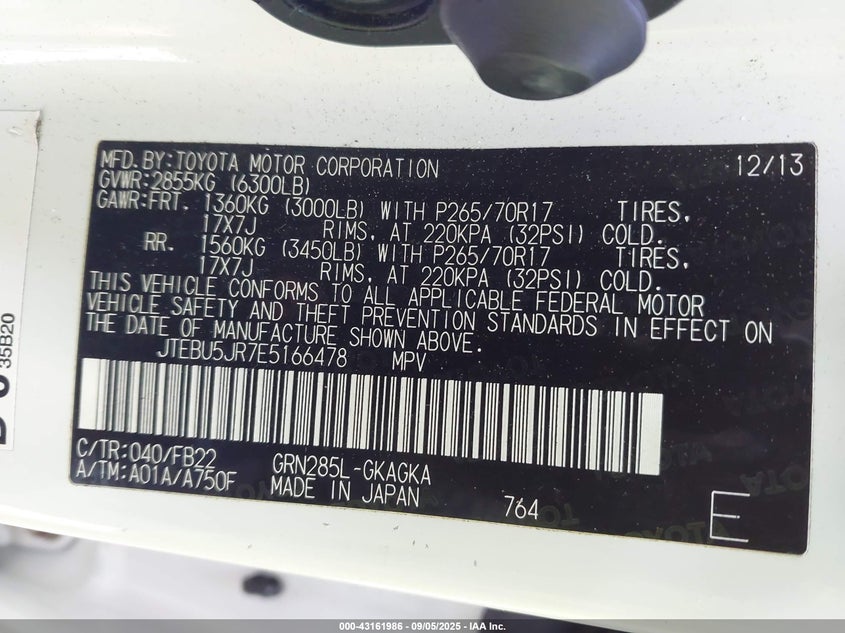 MFD.BY:TOYOTA MOTOR CORPORATION 12/13
GVWR:2855KG (6300LB)
GAWR:FRT. 1360KG (3000LB) WITH P265/70R17 TIRES,
17X7J RIMS, AT 220KPA (32PSI) COLD.
RR. 1560KG (3450LB) WITH P265/70R17 TIRES,
17X7J RIMS, AT 220KPA (32PSI) COLD.
THIS VEHICLE CONFORMS TO ALL APPLICABLE FEDERAL MOTOR
VEHICLE SAFETY AND THEFT PREVENTION STANDARDS IN EFFECT ON
THE DATE OF MANUFACTURE SHOWN ABOVE.
JTEBU5JR7E5166478 MPV
C/TR:040/FB22 GRN285L-GKAGKA
A/TM:A01A/A750F MADE IN JAPAN 764 E
35B20
000-43161986 - 09/05/2025 - IAA Inc.